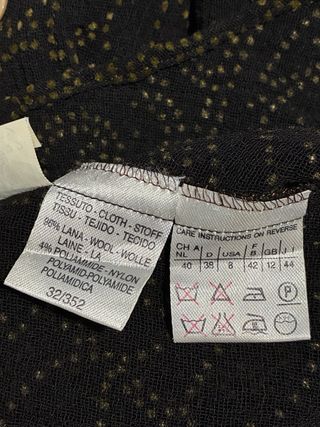 TESSUTO - CLOTH - STOFF
TISSU - TEJIDO - TECIDO
96% LANA - WOOL - WOLLE
LAINE - LA
4% POLIAMMIDE - NYLON
POLYAMID - POLYAMIDE
POLIAMIDICA
32/352
CARE INSTRUCTIONS ON REVERSE
CH A NL D USA F B GB I
40 38 8 42 12 44
P